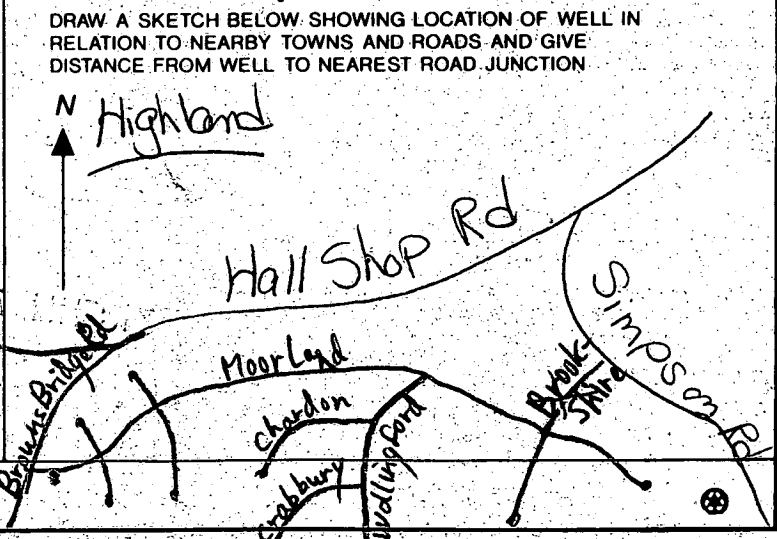 DRAW A SKETCH BELOW SHOWING LOCATION OF WELL IN
RELATION TO NEARBY TOWNS AND ROADS AND GIVE
DISTANCE FROM WELL TO NEAREST ROAD JUNCTION
N
Highland
Hall Shop Rd
Simpson Rd
Browns Bridge Rd.
Moorland
Brook-
Shire
Chardon
Crabbury